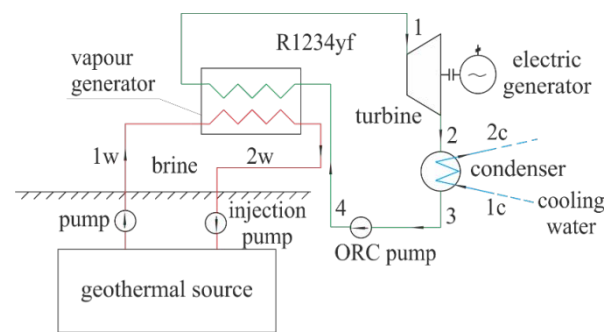 1
R1234yf
vapour
generator
electric
generator
turbine
2
2c
condenser
1w
brine
2w
1c
cooling
water
3
pump
injection
pump
4
ORC pump
geothermal source